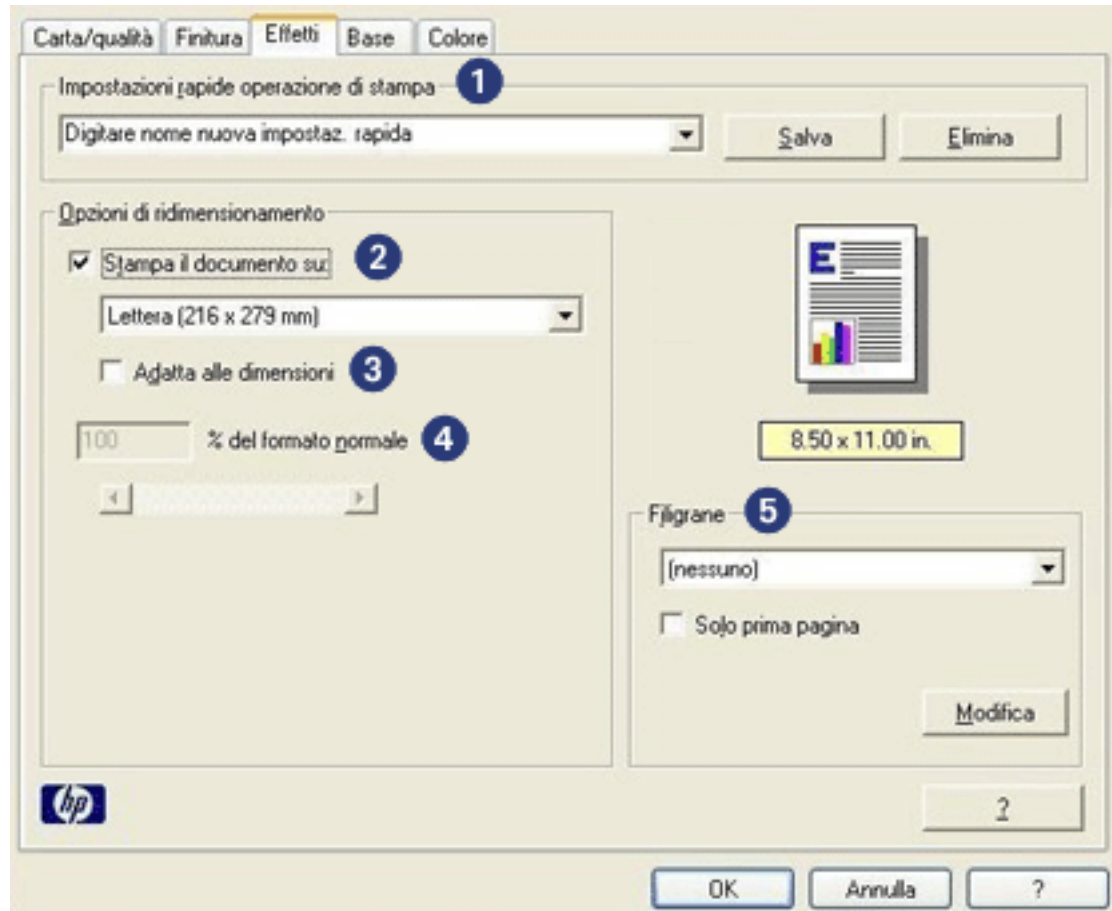 Carta/qualità Finitura Effetti Base Colore
Impostazioni rapide operazione di stampa 1
Digitare nome nuova impostaz. rapida Salva Elimina
Opzioni di ridimensionamento
Stampa il documento su: 2
Lettera (216 x 279 mm)
Adatta alle dimensioni 3
100 % del formato normale 4
E
8.50 x 11.00 in.
Filigrane 5
(nessuno)
Solo prima pagina
Modifica
hp
?
OK Annulla ?